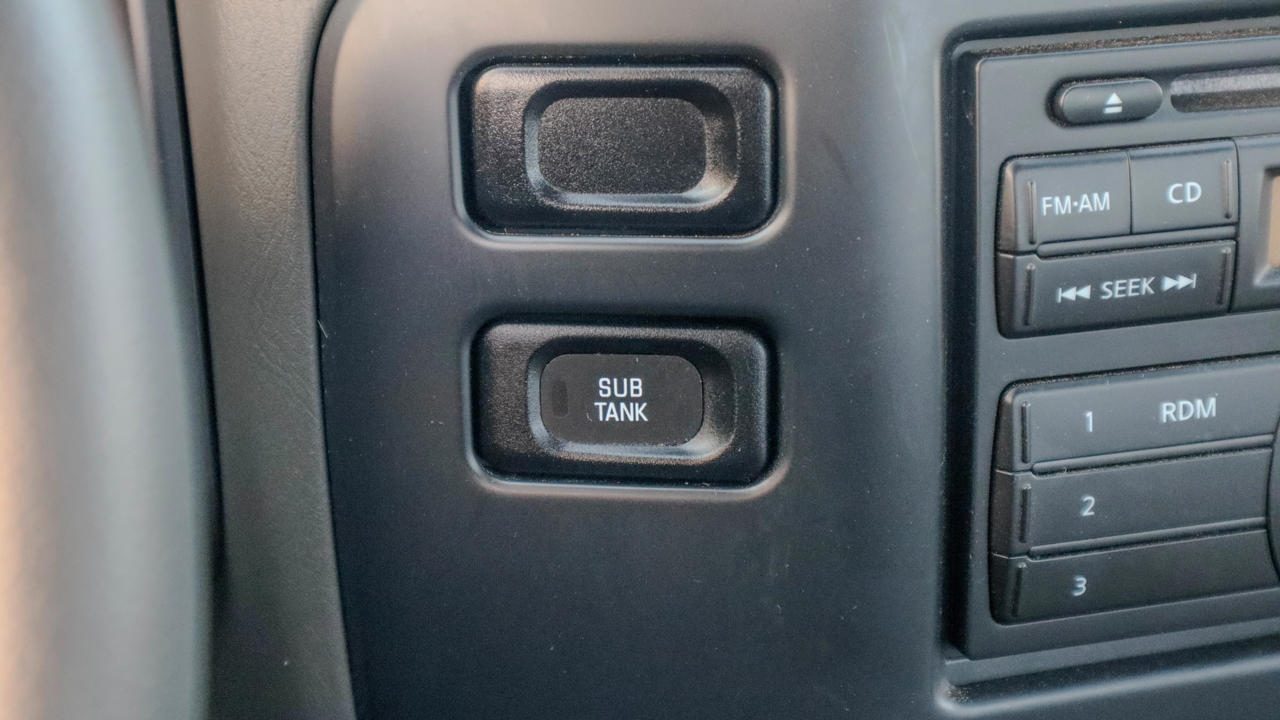 SUB
TANK
FM·AM
CD
⏮ SEEK ⏭
1 RDM
2
3